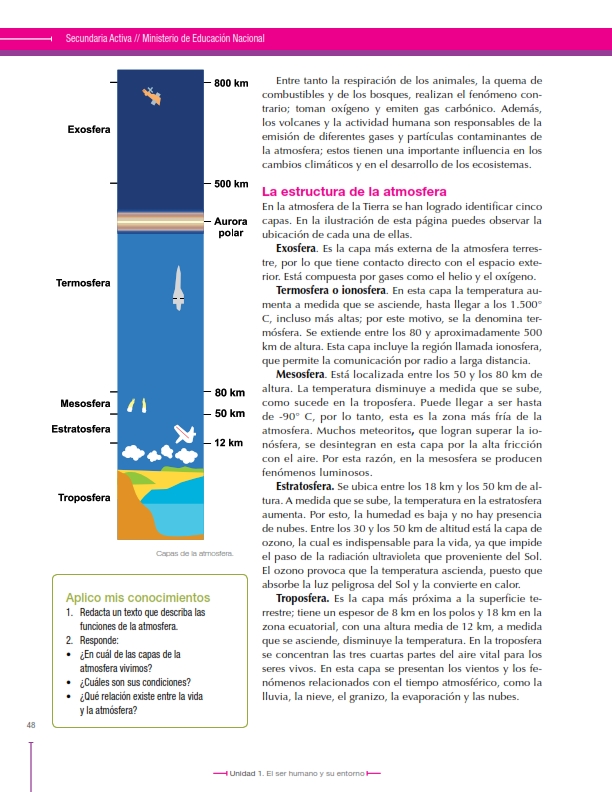 Secundaria Activa // Ministerio de Educación Nacional
800 km
Exosfera
500 km
Aurora
polar
Termosfera
80 km
Mesosfera
50 km
Estratosfera
12 km
Troposfera
Capas de la atmosfera.
Aplico mis conocimientos
1. Redacta un texto que describa las
funciones de la atmosfera.
2. Responde:
• ¿En cuál de las capas de la
atmosfera vivimos?
• ¿Cuáles son sus condiciones?
• ¿Qué relación existe entre la vida
y la atmósfera?
Entre tanto la respiración de los animales, la quema de
combustibles y de los bosques, realizan el fenómeno con-
trario; toman oxígeno y emiten gas carbónico. Además,
los volcanes y la actividad humana son responsables de la
emisión de diferentes gases y partículas contaminantes de
la atmosfera; estos tienen una importante influencia en los
cambios climáticos y en el desarrollo de los ecosistemas.
La estructura de la atmosfera
En la atmosfera de la Tierra se han logrado identificar cinco
capas. En la ilustración de esta página puedes observar la
ubicación de cada una de ellas.
Exosfera. Es la capa más externa de la atmosfera terres-
tre, por lo que tiene contacto directo con el espacio exte-
rior. Está compuesta por gases como el helio y el oxígeno.
Termosfera o ionosfera. En esta capa la temperatura au-
menta a medida que se asciende, hasta llegar a los 1.500°
C, incluso más altas; por este motivo, se la denomina ter-
mósfera. Se extiende entre los 80 y aproximadamente 500
km de altura. Esta capa incluye la región llamada ionosfera,
que permite la comunicación por radio a larga distancia.
Mesosfera. Está localizada entre los 50 y los 80 km de
altura. La temperatura disminuye a medida que se sube,
como sucede en la troposfera. Puede llegar a ser hasta
de -90° C, por lo tanto, esta es la zona más fría de la
atmosfera. Muchos meteoritos, que logran superar la io-
nósfera, se desintegran en esta capa por la alta fricción
con el aire. Por esta razón, en la mesosfera se producen
fenómenos luminosos.
Estratosfera. Se ubica entre los 18 km y los 50 km de al-
tura. A medida que se sube, la temperatura en la estratosfera
aumenta. Por esto, la humedad es baja y no hay presencia
de nubes. Entre los 30 y los 50 km de altitud está la capa de
ozono, la cual es indispensable para la vida, ya que impide
el paso de la radiación ultravioleta que proveniente del Sol.
El ozono provoca que la temperatura ascienda, puesto que
absorbe la luz peligrosa del Sol y la convierte en calor.
Troposfera. Es la capa más próxima a la superficie te-
rrestre; tiene un espesor de 8 km en los polos y 18 km en la
zona ecuatorial, con una altura media de 12 km, a medida
que se asciende, disminuye la temperatura. En la troposfera
se concentran las tres cuartas partes del aire vital para los
seres vivos. En esta capa se presentan los vientos y los fe-
nómenos relacionados con el tiempo atmosférico, como la
lluvia, la nieve, el granizo, la evaporación y las nubes.
48
Unidad 1. El ser humano y su entorno